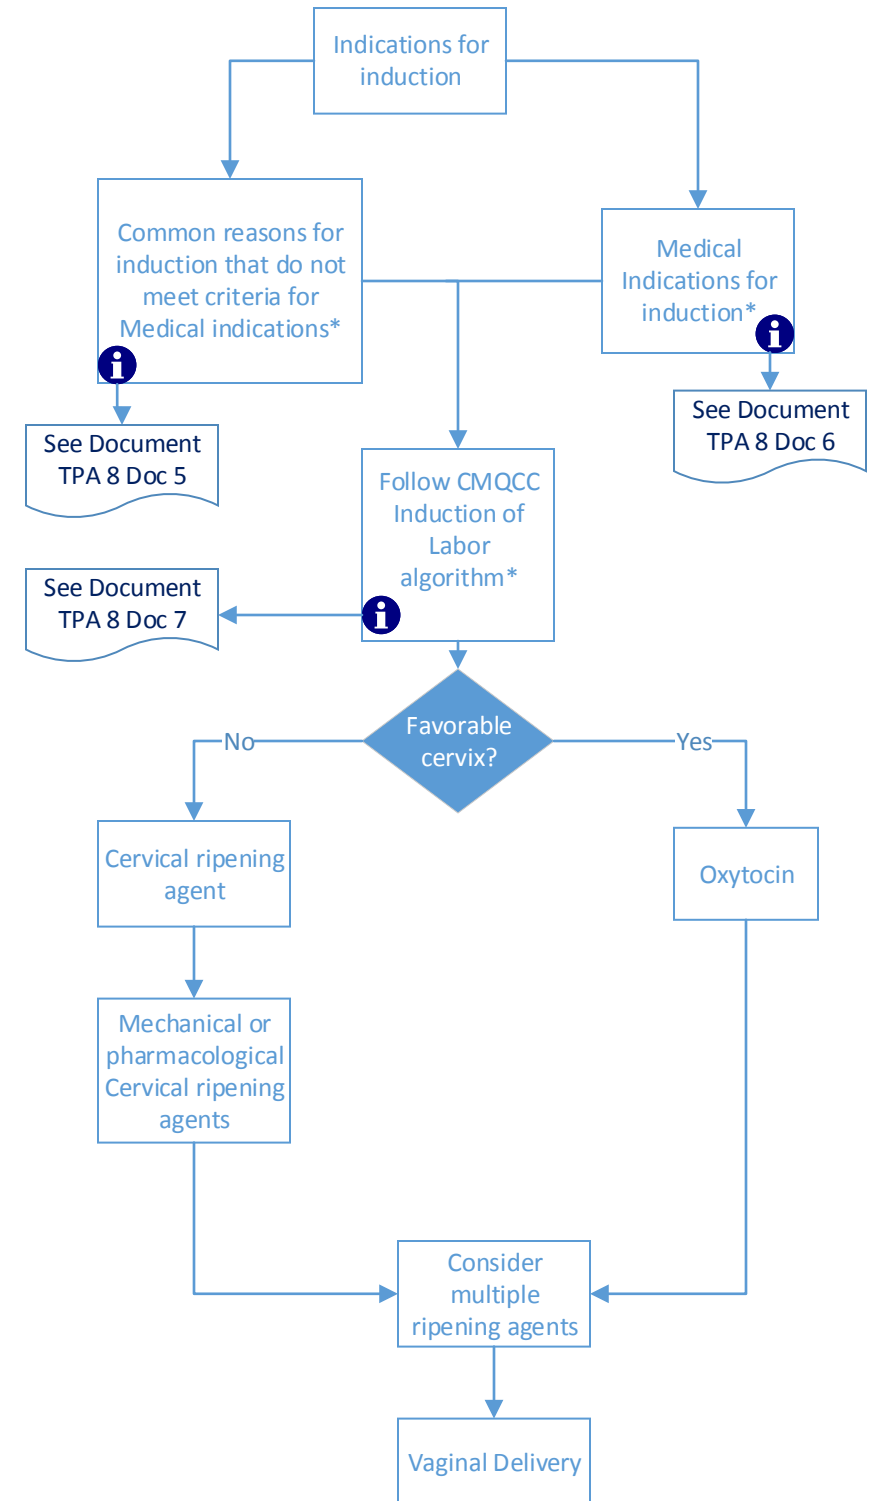 Indications for
induction
Common reasons for
induction that do not
meet criteria for
Medical indications*
i
Medical
Indications for
induction*
i
See Document
TPA 8 Doc 5
See Document
TPA 8 Doc 6
Follow CMQCC
Induction of
Labor
algorithm*
i
See Document
TPA 8 Doc 7
Favorable
cervix?
No
Yes
Cervical ripening
agent
Oxytocin
Mechanical or
pharmacological
Cervical ripening
agents
Consider
multiple
ripening agents
Vaginal Delivery